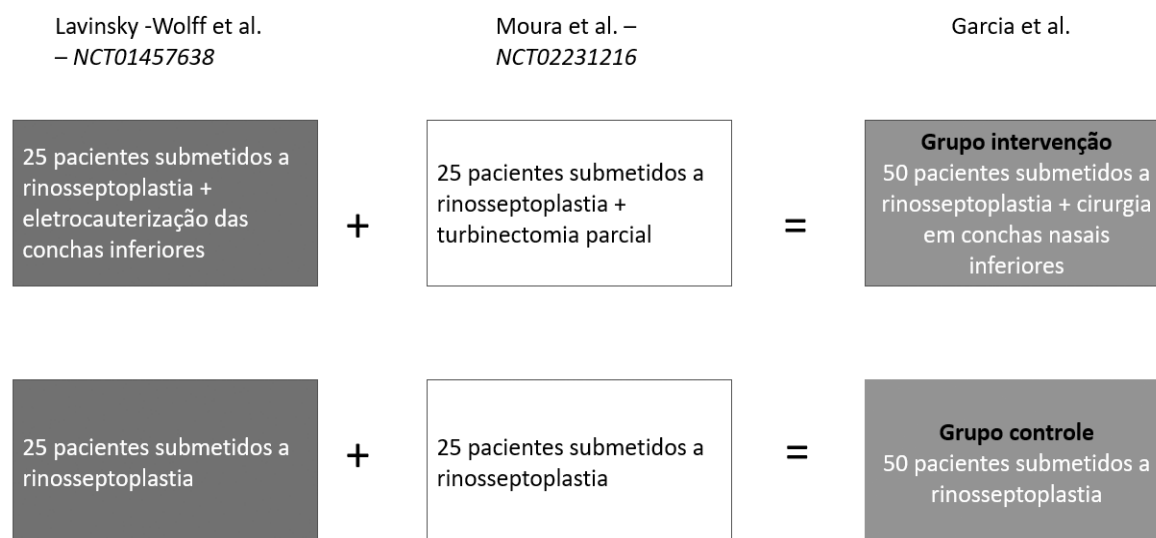 Lavinsky -Wolff et al.
– NCT01457638
Moura et al. –
NCT02231216
Garcia et al.
25 pacientes submetidos a
rinosseptoplastia +
eletrocauterização das
conchas inferiores
+
25 pacientes submetidos a
rinosseptoplastia +
turbinectomia parcial
=
Grupo intervenção
50 pacientes submetidos a
rinosseptoplastia + cirurgia
em conchas nasais
inferiores
25 pacientes submetidos a
rinosseptoplastia
+
25 pacientes submetidos a
rinosseptoplastia
=
Grupo controle
50 pacientes submetidos a
rinosseptoplastia